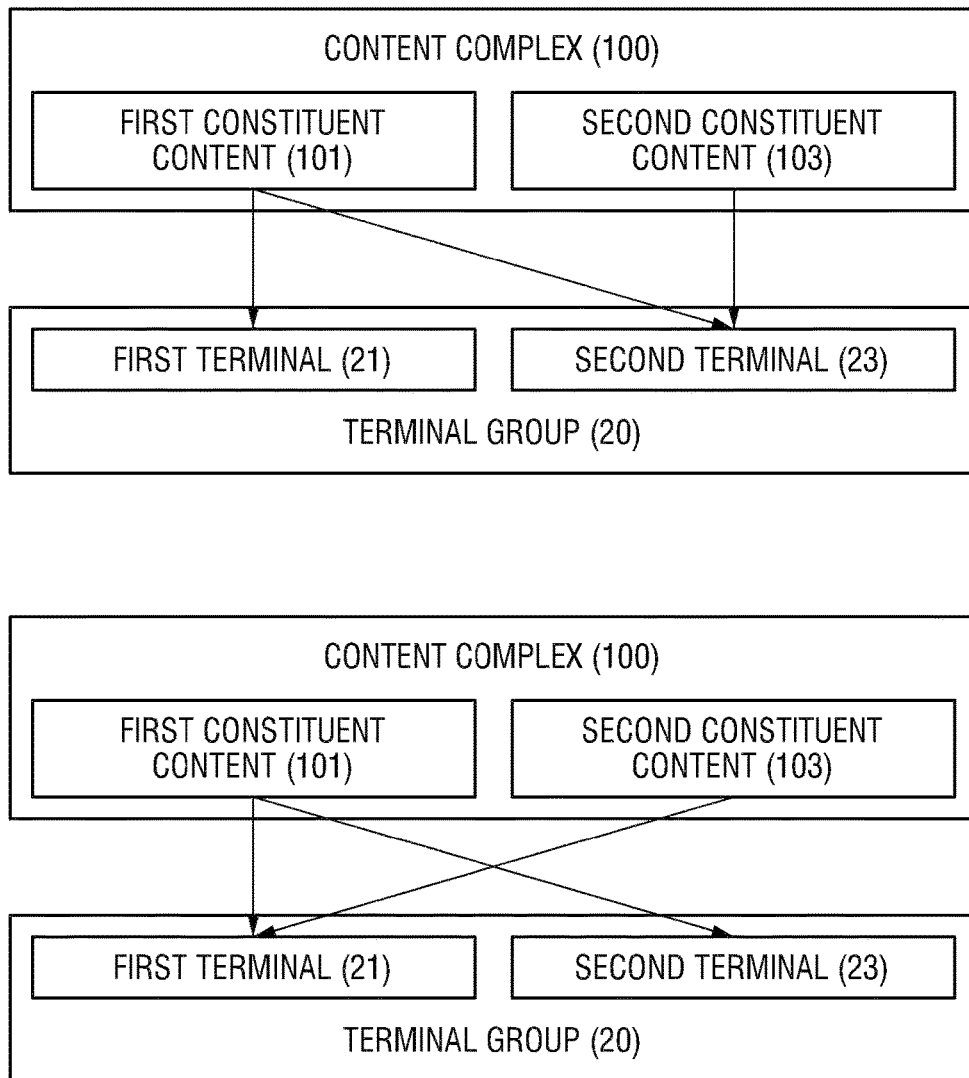 CONTENT COMPLEX (100)
FIRST CONSTITUENT
CONTENT (101)
SECOND CONSTITUENT
CONTENT (103)
FIRST TERMINAL (21)
SECOND TERMINAL (23)
TERMINAL GROUP (20)
CONTENT COMPLEX (100)
FIRST CONSTITUENT
CONTENT (101)
SECOND CONSTITUENT
CONTENT (103)
FIRST TERMINAL (21)
SECOND TERMINAL (23)
TERMINAL GROUP (20)